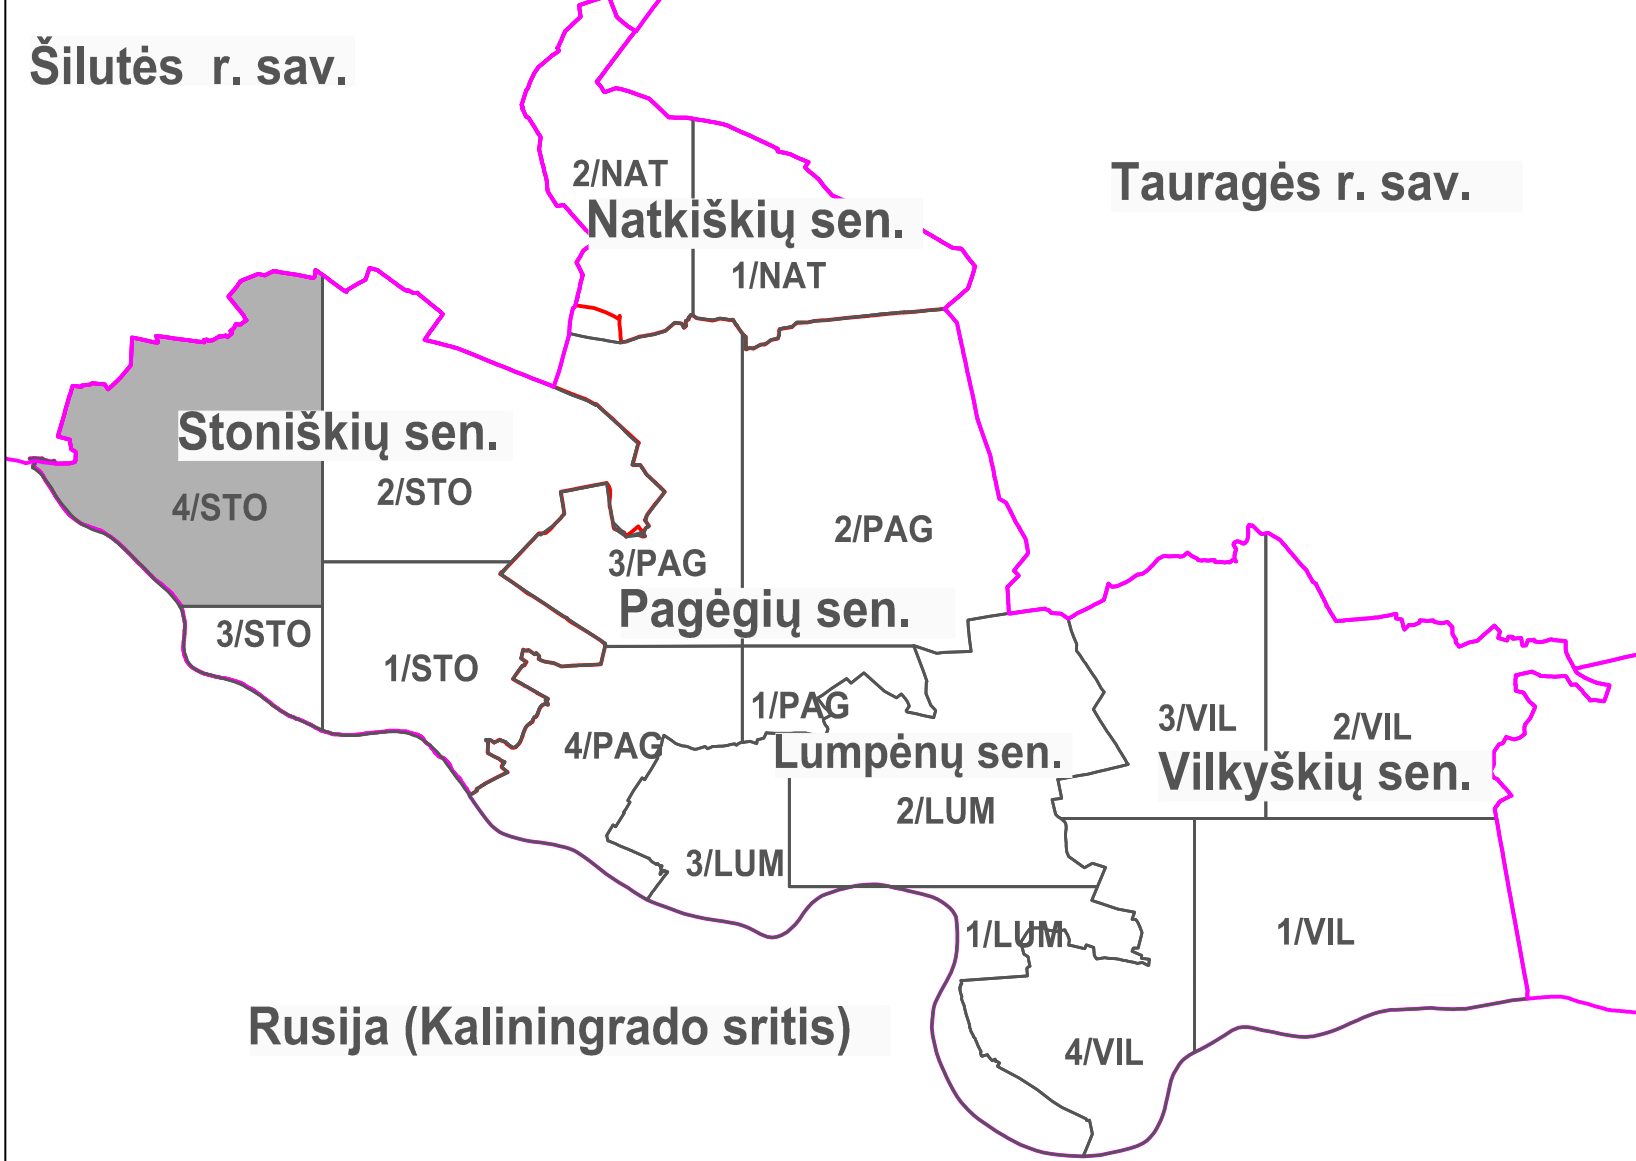 Šilutės r. sav.
2/NAT
Tauragės r. sav.
Natkiškių sen.
1/NAT
Stoniškių sen.
2/STO
4/STO
2/PAG
3/PAG
Pagėgių sen.
3/STO
1/STO
1/PAG
3/VIL
2/VIL
4/PAG
Lumpėnų sen.
Vilkyškių sen.
2/LUM
3/LUM
1/LUM
1/VIL
Rusija (Kaliningrado sritis)
4/VIL